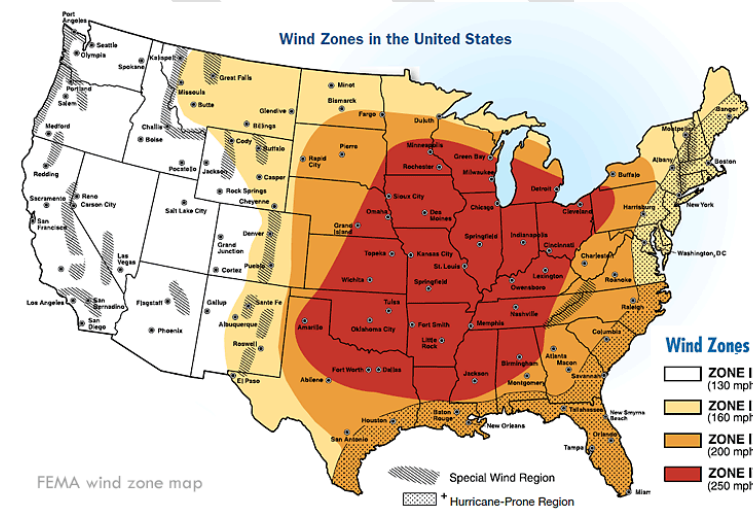 Port
Angeles
Seattle
Olympia
Spokane
Kalispell
Great Falls
Missoula
Butte
Glendive
Billings
Portland
Salem
Medford
Challis
Boise
Pocatello
Jackson
Cody
Buffalo
Casper
Rock Springs
Cheyenne
Redding
Reno
Carson City
Sacramento
San
Francisco
Salt Lake City
Denver
Grand
Junction
Pueblo
Cortez
Las
Vegas
Los Angeles
San
Bernadino
San
Diego
Flagstaff
Phoenix
Gallup
Santa Fe
Albuquerque
Roswell
El Paso
Wind Zones in the United States
Minot
Bismarck
Fargo
Duluth
Pierre
Rapid
City
Minneapolis
Rochester
Green Bay
Milwaukee
Sioux City
Omaha
Des
Moines
Grand
Island
Chicago
Detroit
Cleveland
Buffalo
Albany
Montpelier
Bangor
Boston
New York
Harrisburg
Washington, DC
Springfield
Indianapolis
Cincinnati
Topeka
Kansas City
St. Louis
Wichita
Springfield
Lexington
Owensboro
Charleston
Roanoke
Raleigh
Tulsa
Amarillo
Oklahoma City
Fort Smith
Little
Rock
Memphis
Nashville
Columbia
Fort Worth
Dallas
Abilene
Jackson
Birmingham
Montgomery
Atlanta
Macon
Savannah
Houston
San Antonio
Baton
Rouge
New Orleans
Tallahassee
New Smyrna
Beach
Orlando
Tampa
Miam
Wind Zones
ZONE I
(130 mph
ZONE I
(160 mph
ZONE I
(200 mph
ZONE I
(250 mph
Special Wind Region
+ Hurricane-Prone Region
FEMA wind zone map